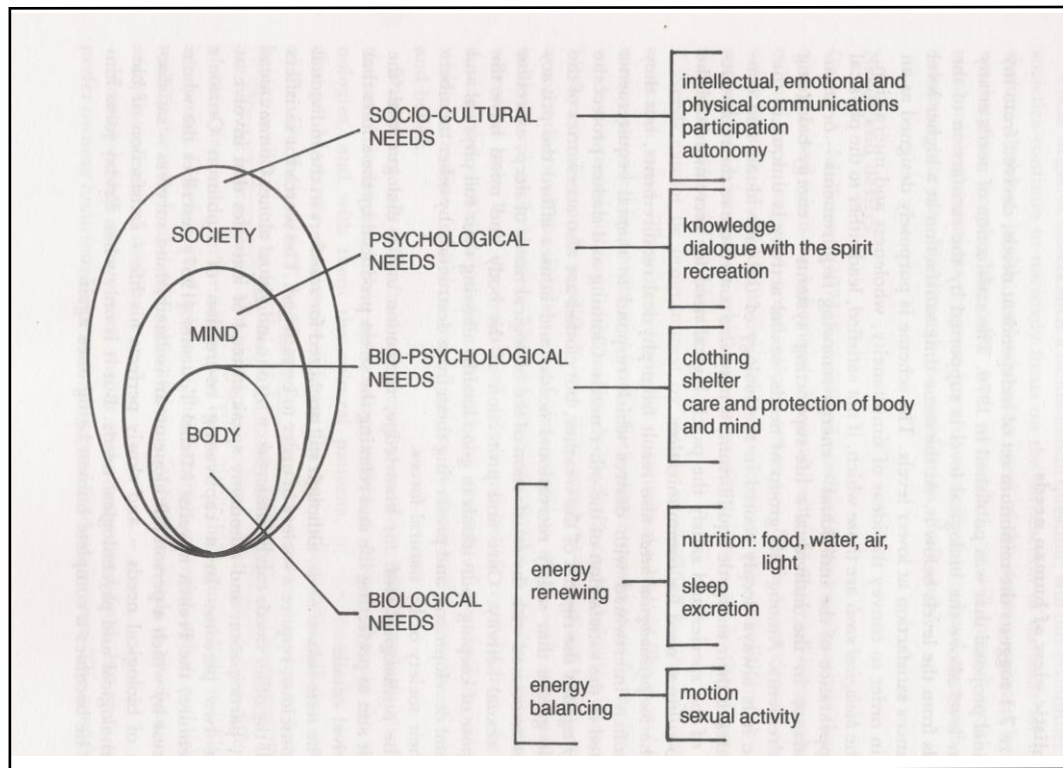 SOCIO-CULTURAL
NEEDS
intellectual, emotional and
physical communications
participation
autonomy
SOCIETY
PSYCHOLOGICAL
NEEDS
knowledge
dialogue with the spirit
recreation
MIND
BIO-PSYCHOLOGICAL
NEEDS
clothing
shelter
care and protection of body
and mind
BODY
BIOLOGICAL
NEEDS
energy
renewing
nutrition: food, water, air,
light
sleep
excretion
energy
balancing
motion
sexual activity